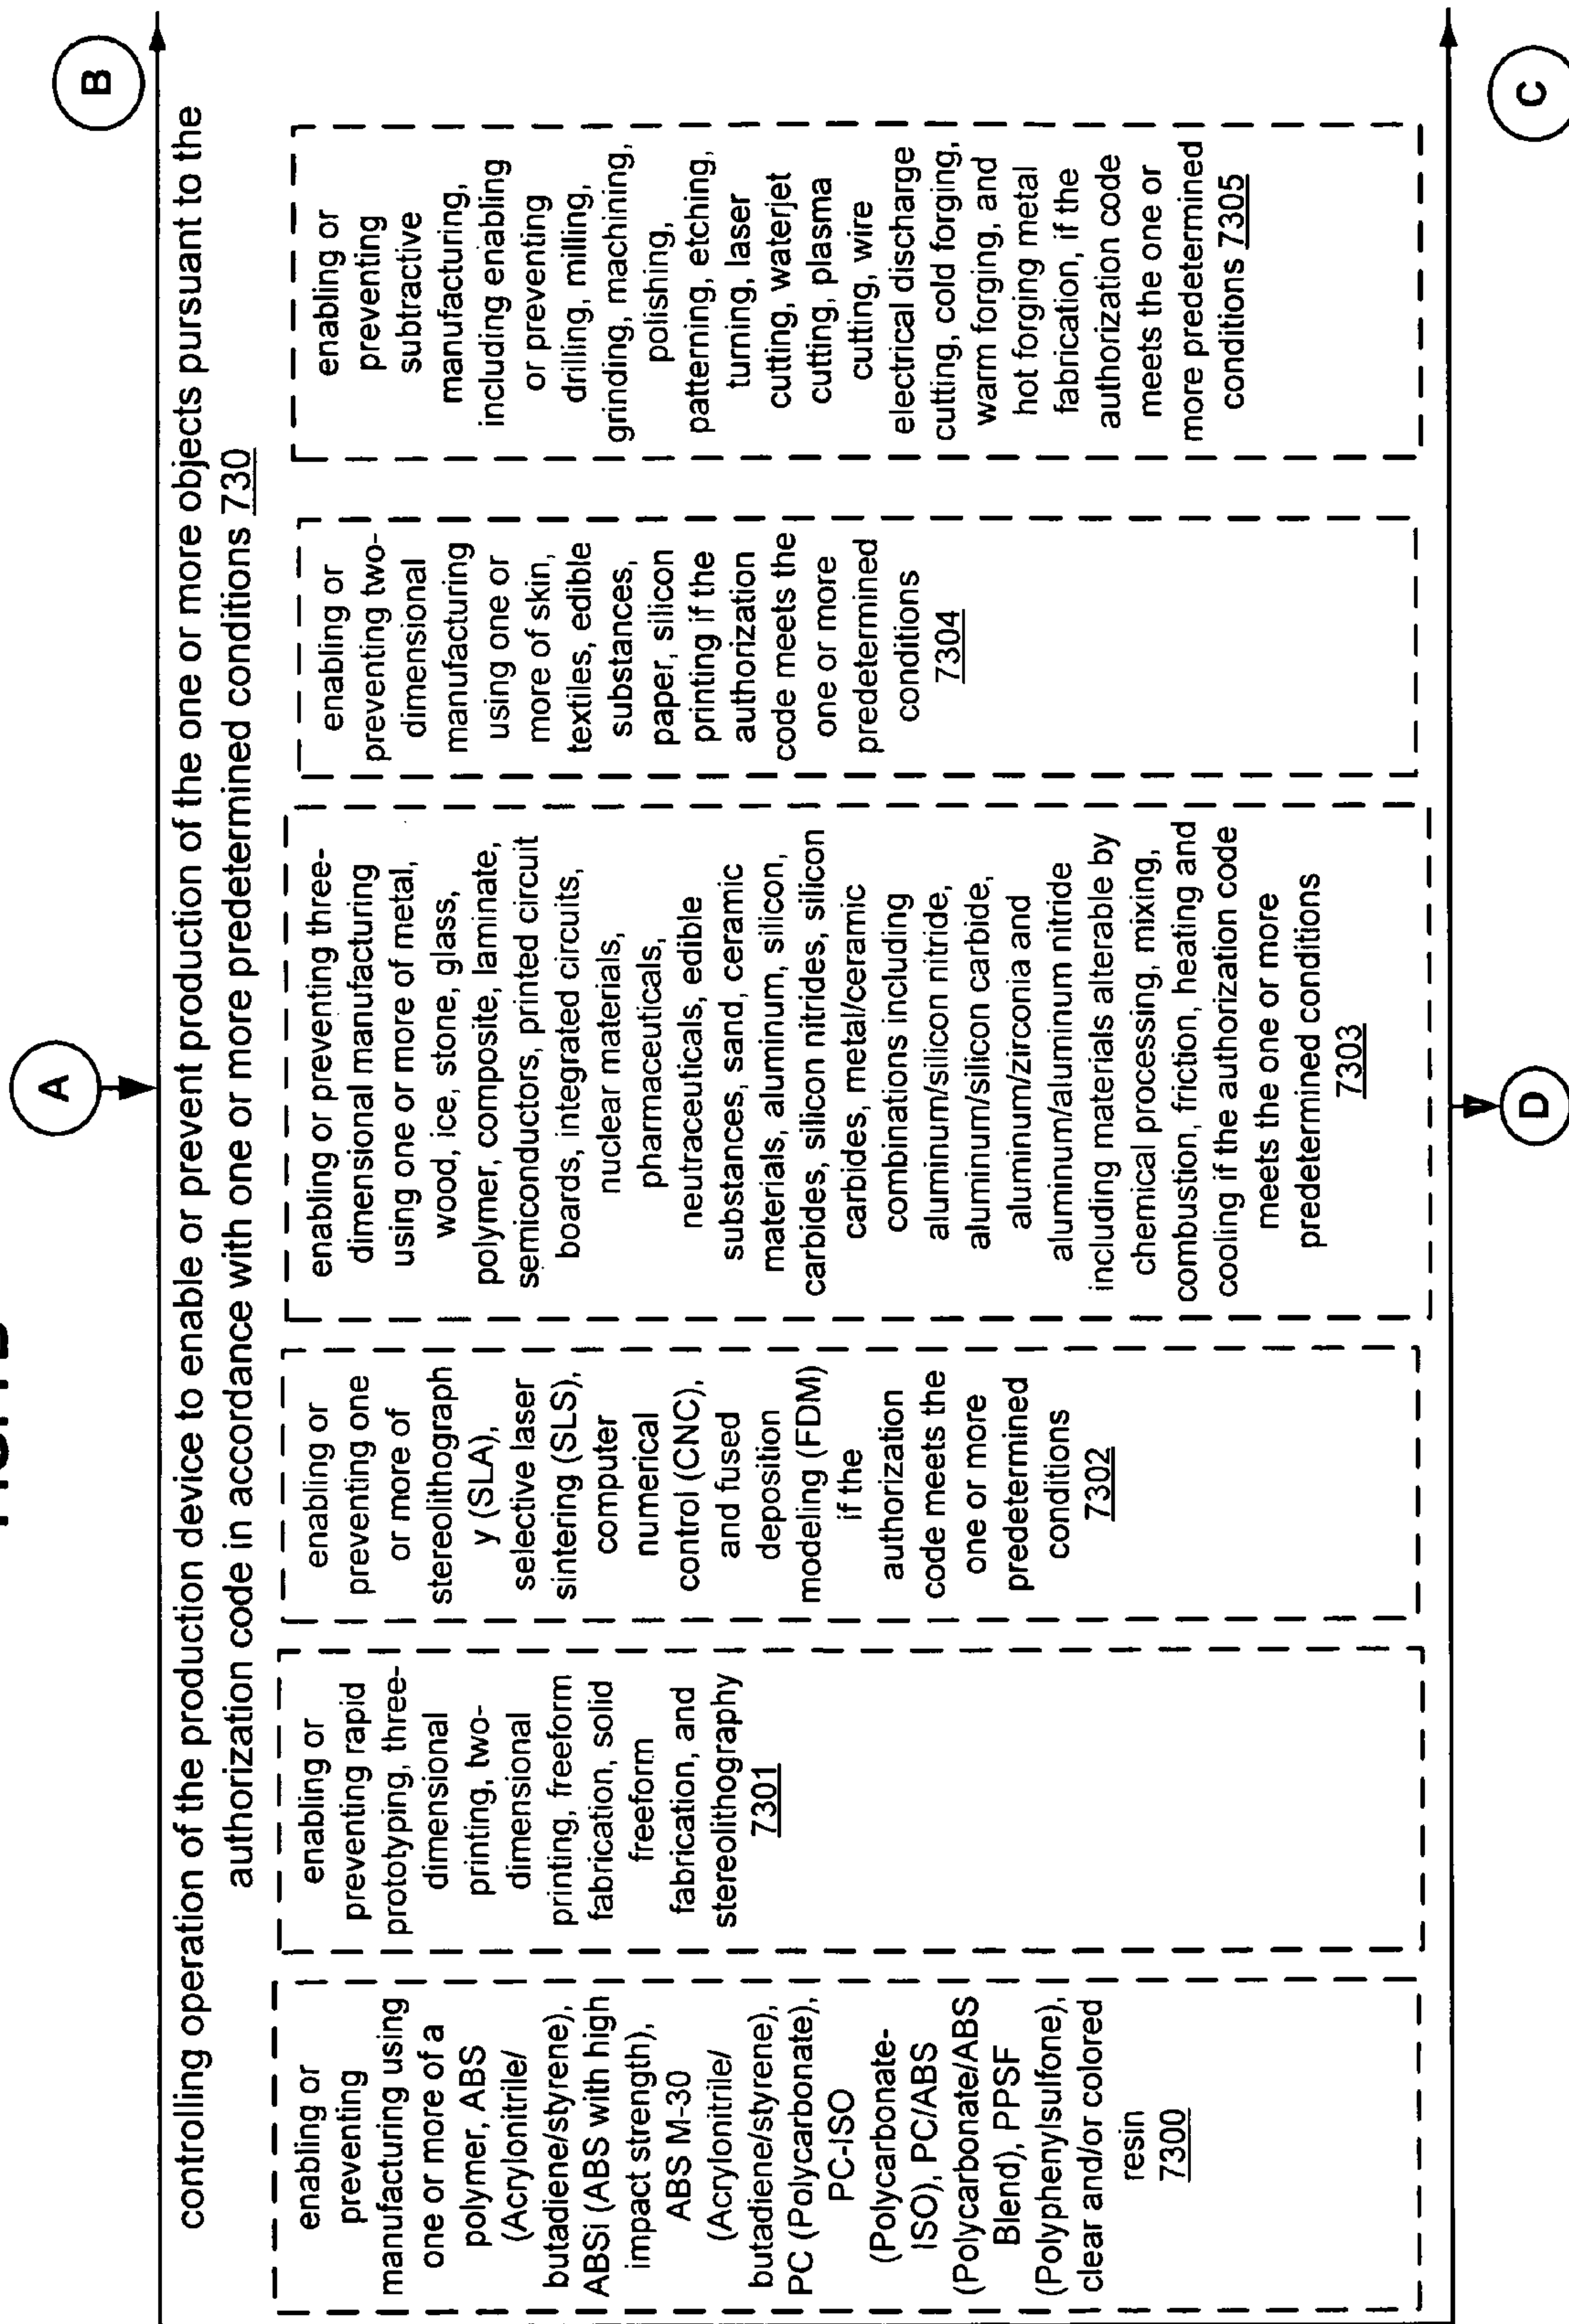 A
B
controlling operation of the production device to enable or prevent production of the one or more objects pursuant to the
authorization code in accordance with one or more predetermined conditions 730
enabling or
preventing
manufacturing using
one or more of a
polymer, ABS
(Acrylonitrile/
butadiene/styrene),
ABSi (ABS with high
impact strength),
ABS M-30
(Acrylonitrile/
butadiene/styrene),
PC (Polycarbonate),
PC-ISO
(Polycarbonate-
ISO), PC/ABS
(Polycarbonate/ABS
Blend), PPSF
(Polyphenylsulfone),
clear and/or colored
resin
7300
enabling or
preventing rapid
prototyping, three-
dimensional
printing, two-
dimensional
printing, freeform
fabrication, solid
freeform
fabrication, and
stereolithography
7301
enabling or
preventing one
or more of
stereolithograph
y (SLA),
selective laser
sintering (SLS),
computer
numerical
control (CNC),
and fused
deposition
modeling (FDM)
if the
authorization
code meets the
one or more
predetermined
conditions
7302
enabling or preventing three-
dimensional manufacturing
using one or more of metal,
wood, ice, stone, glass,
polymer, composite, laminate,
semiconductors, printed circuit
boards, integrated circuits,
nuclear materials,
pharmaceuticals,
neutraceuticals, edible
substances, sand, ceramic
materials, aluminum, silicon,
carbides, silicon nitrides, silicon
carbides, metal/ceramic
combinations including
aluminum/silicon nitride,
aluminum/silicon carbide,
aluminum/zirconia and
aluminum/aluminum nitride
including materials alterable by
chemical processing, mixing,
combustion, friction, heating and
cooling if the authorization code
meets the one or more
predetermined conditions
7303
enabling or
preventing two-
dimensional
manufacturing
using one or
more of skin,
textiles, edible
substances,
paper, silicon
printing if the
authorization
code meets the
one or more
predetermined
conditions
7304
enabling or
preventing
subtractive
manufacturing,
including enabling
or preventing
drilling, milling,
grinding, machining,
polishing,
patterning, etching,
turning, laser
cutting, waterjet
cutting, plasma
cutting, wire
electrical discharge
cutting, cold forging,
warm forging, and
hot forging metal
fabrication, if the
authorization code
meets the one or
more predetermined
conditions 7305
D
C